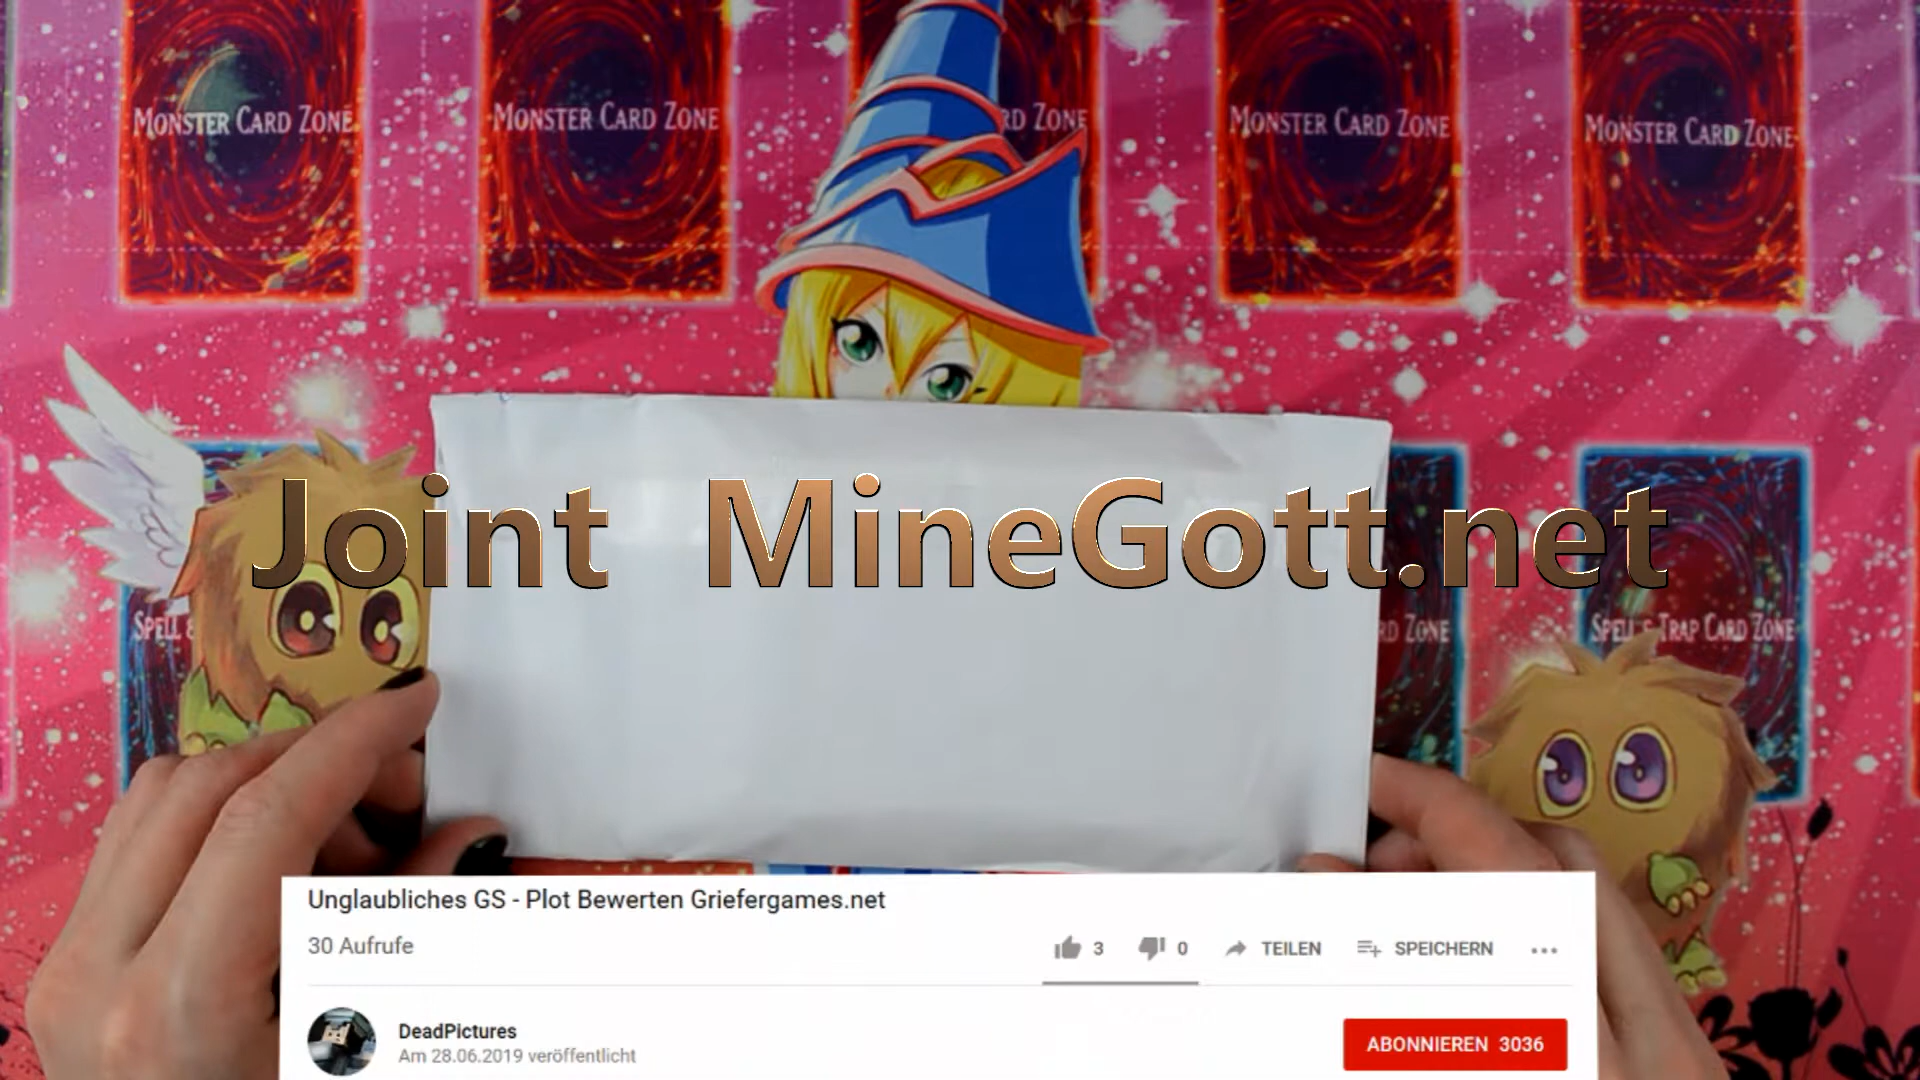 MONSTER CARD ZONE MONSTER CARD ZONE RD ZONE MONSTER CARD ZONE MONSTER CARD ZONE
Joint MineGott.net
SPELL & RD ZONE SPELL & TRAP CARD ZONE
Unglaubliches GS - Plot Bewerten Griefergames.net
30 Aufrufe 3 0 TEILEN SPEICHERN
DeadPictures
Am 28.06.2019 veröffentlicht
ABONNIEREN 3036